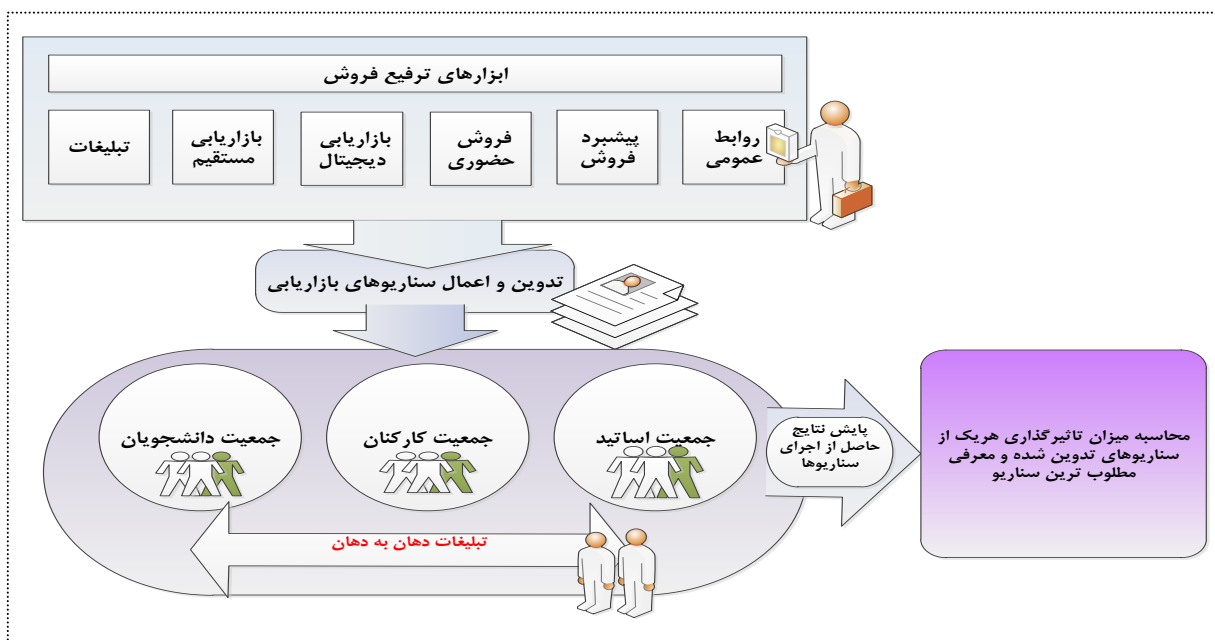 ابزارهای ترفیع فروش
روابط
عمومی
پیشبرد
فروش
فروش
حضوری
بازاریابی
دیجیتال
بازاریابی
مستقیم
تبلیغات
تدوین و اعمال سناریوهای بازاریابی
جمعیت اساتید
جمعیت کارکنان
جمعیت دانشجویان
تبلیغات دهان به دهان
پایش نتایج
حاصل از اجرای
سناریوها
محاسبه میزان تاثیرگذاری هریک از
سناریوهای تدوین شده و معرفی
مطلوب ترین سناریو